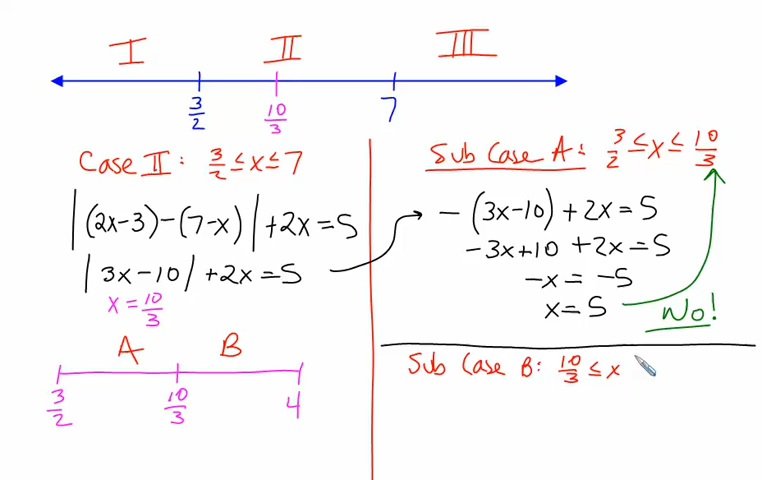 I II III
3/2 10/3 7
Case II: 3/2 ≤ x ≤ 7
|(2x-3)-(7-x)| +2x=5
|3x-10| +2x=5
x = 10/3
A B
3/2 10/3 4
Sub Case A: 3/2 ≤ x ≤ 10/3
-(3x-10)+2x=5
-3x+10 +2x=5
-x = -5
x=5 No!
Sub Case B: 10/3 ≤ x